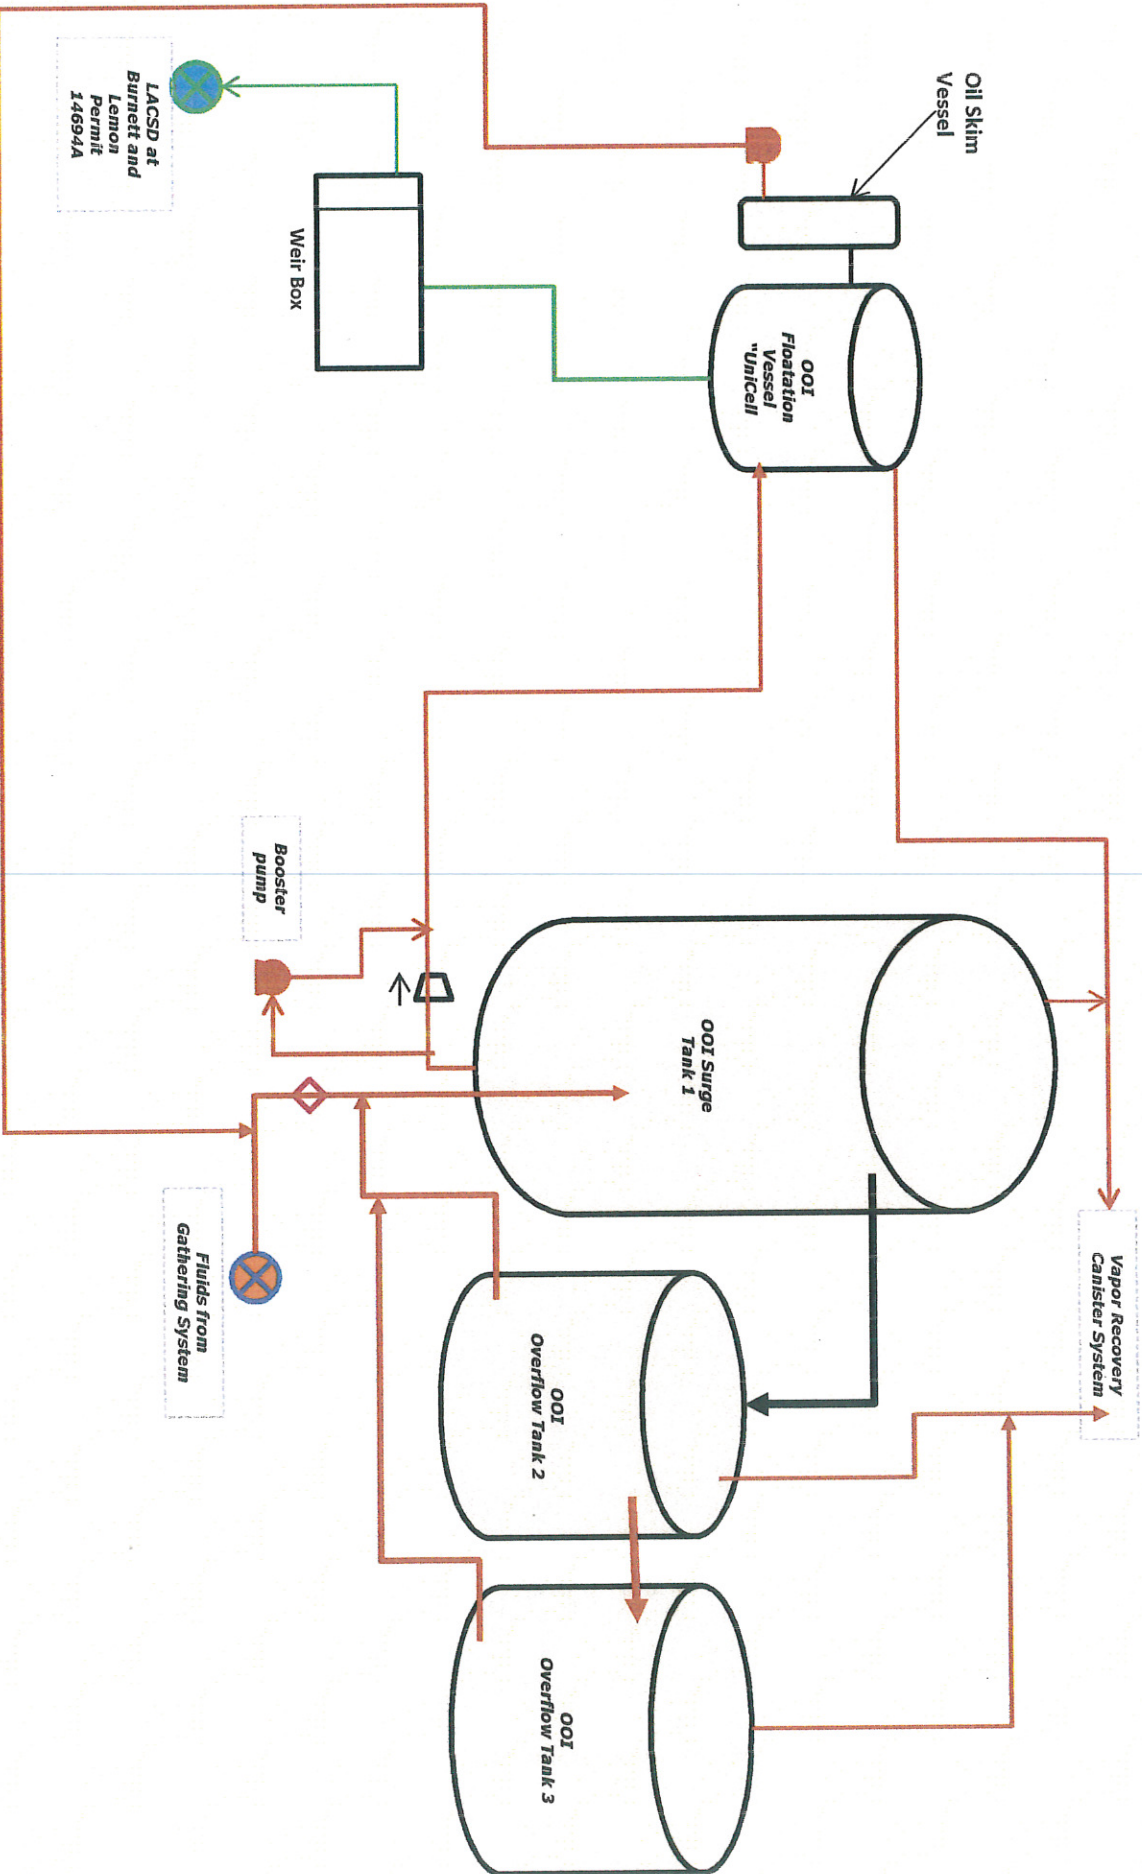 Oil Skim
Vessel
LACSD at
Burnett and
Lemon
Permit
14694A
Weir Box
OOI
Floatation
Vessel
"UniCell
Booster
pump
OOI Surge
Tank 1
Fluids from
Gathering System
Vapor Recovery
Canister System
OOI
Overflow Tank 2
OOI
Overflow Tank 3